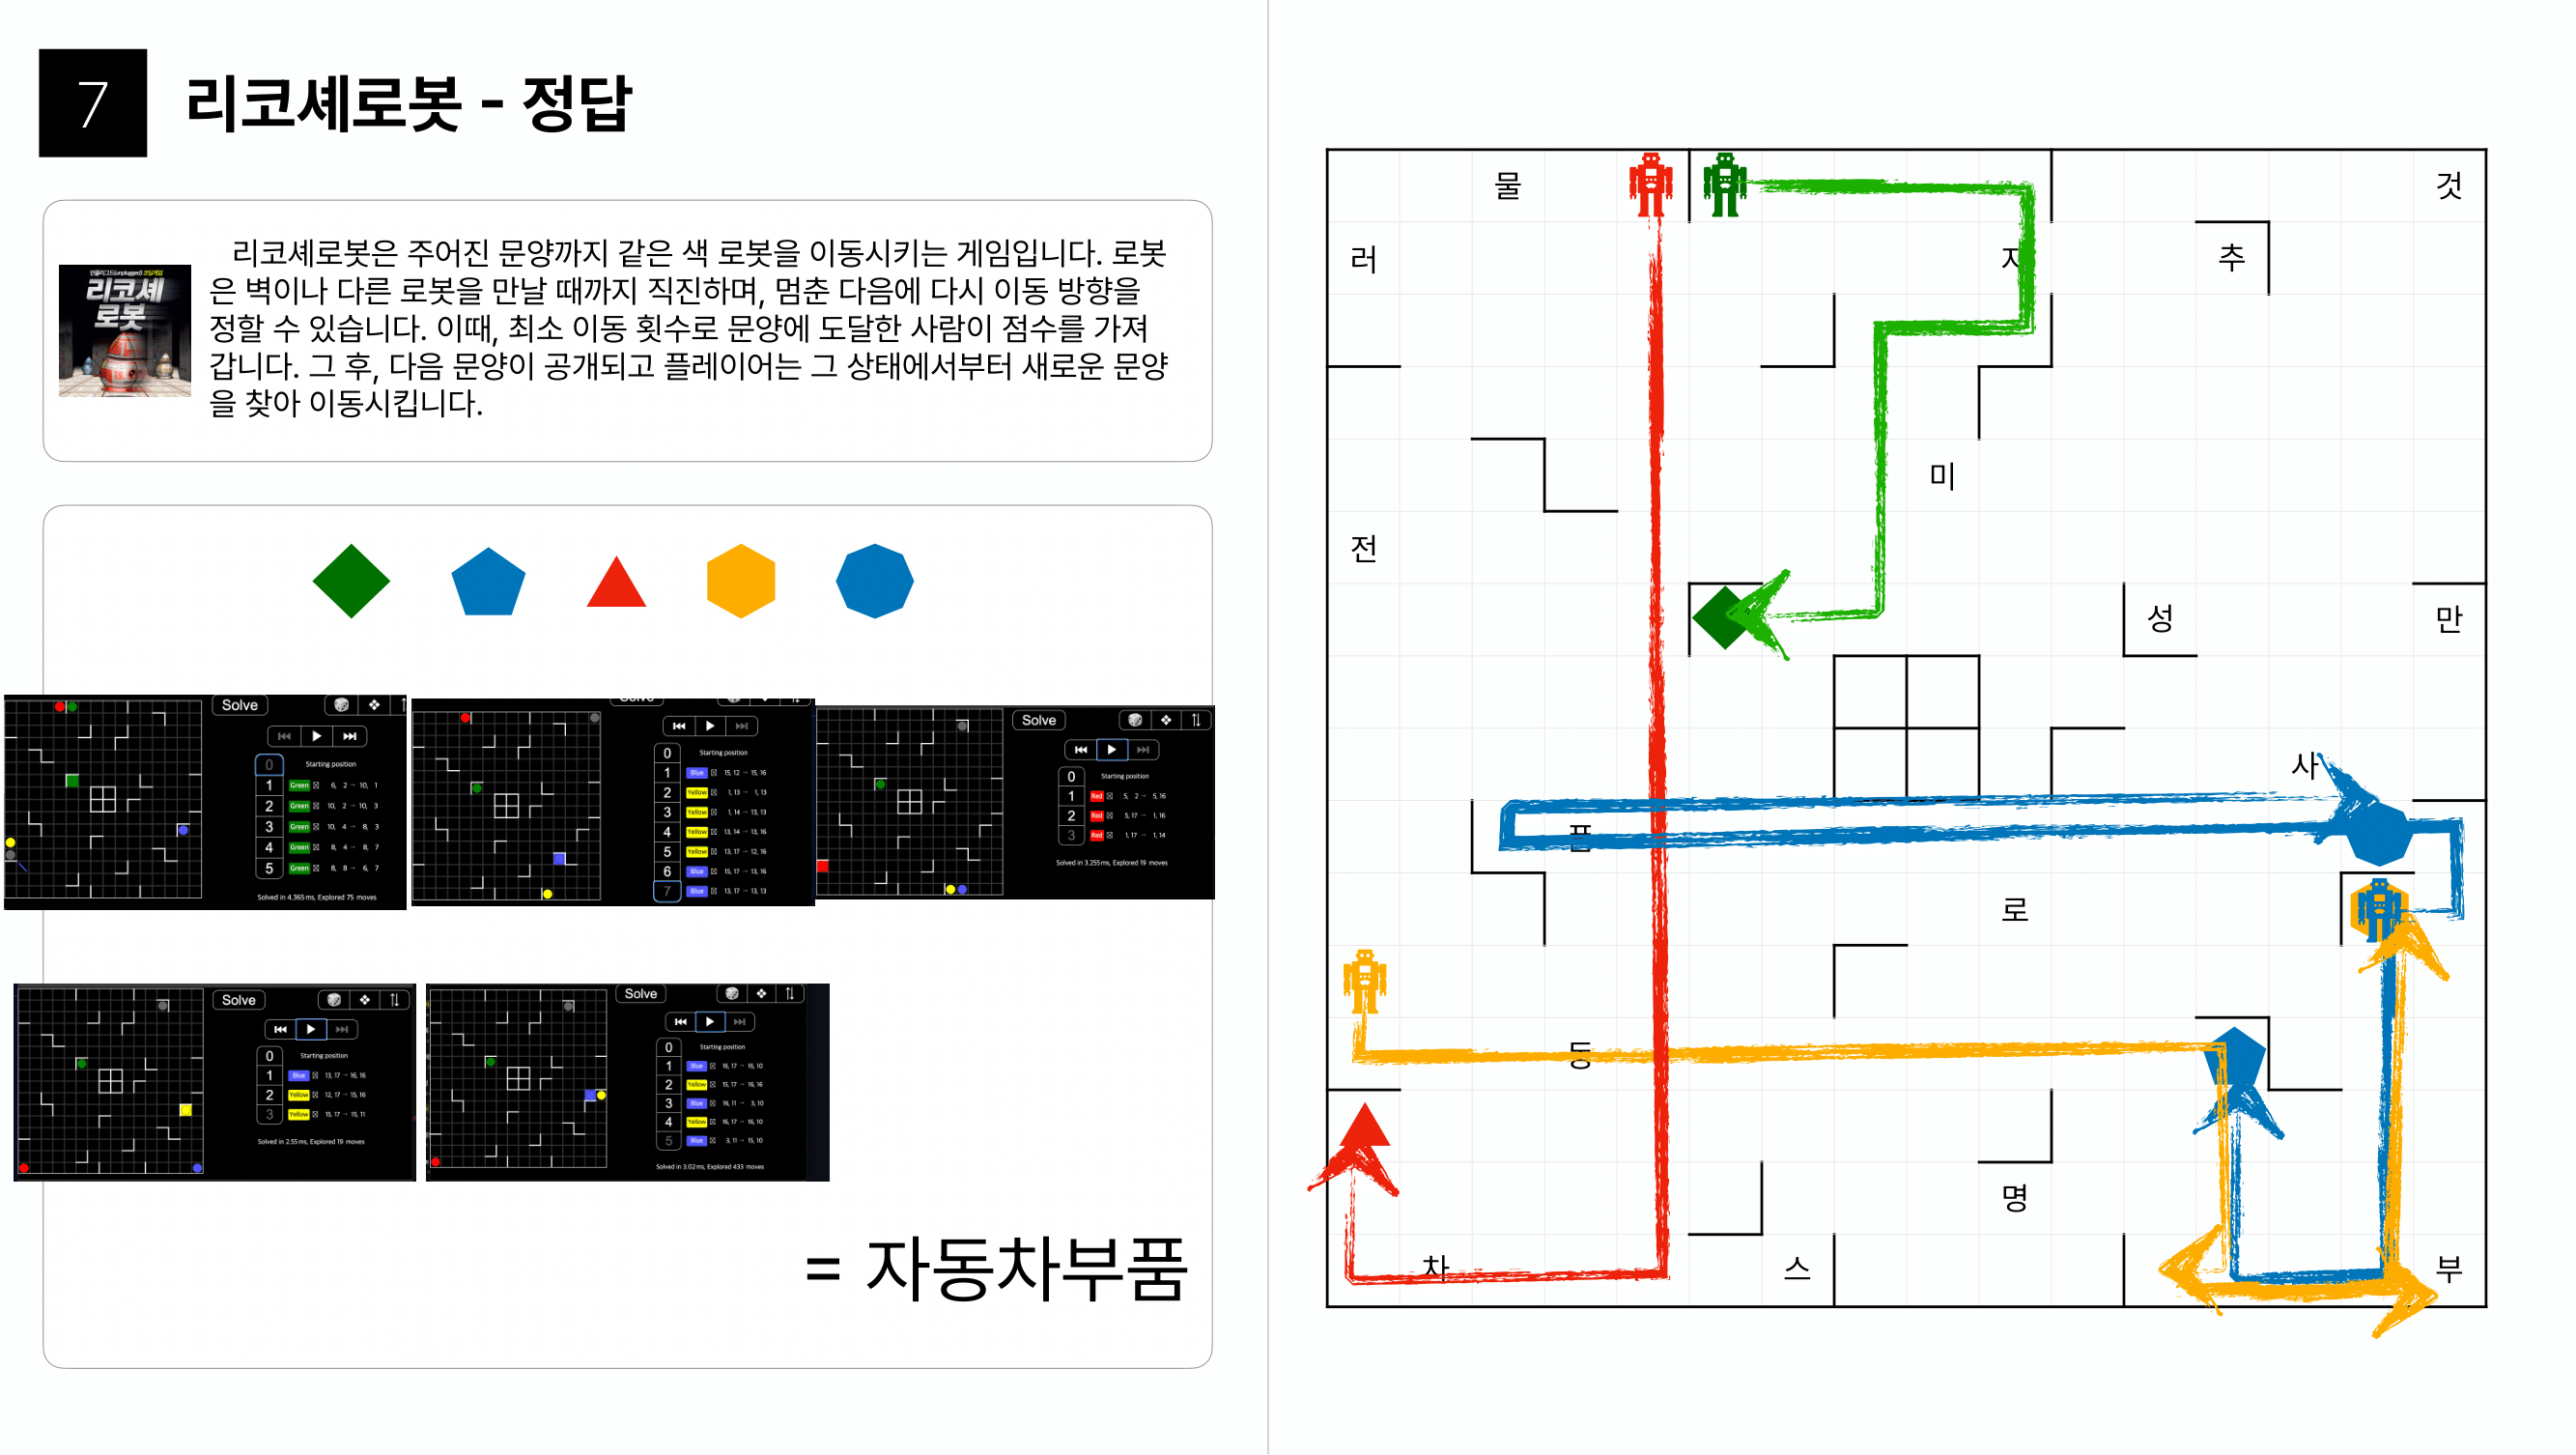 7
리코셰로봇 - 정답
리코셰로봇은 주어진 문양까지 같은 색 로봇을 이동시키는 게임입니다. 로봇
은 벽이나 다른 로봇을 만날 때까지 직진하며, 멈춘 다음에 다시 이동 방향을
정할 수 있습니다. 이때, 최소 이동 횟수로 문양에 도달한 사람이 점수를 가져
갑니다. 그 후, 다음 문양이 공개되고 플레이어는 그 상태에서부터 새로운 문양
을 찾아 이동시킵니다.
리코셰
로봇
Solve
0 Starting position
1 Green 6, 2 → 10, 1
2 Green 10, 2 → 10, 3
3 Green 10, 4 → 8, 3
4 Green 8, 4 → 8, 7
5 Green 8, 8 → 6, 7
Solved in 4.365ms, Explored 75 moves
0 Starting position
1 Blue 15, 12 → 15, 16
2 Yellow 1, 13 → 1, 13
3 Yellow 1, 14 → 13, 13
4 Yellow 13, 14 → 13, 16
5 Yellow 13, 17 → 12, 16
6 Blue 15, 17 → 13, 16
7 Blue 13, 17 → 13, 13
Solve
0 Starting position
1 Red 5, 2 → 5, 16
2 Red 5, 17 → 1, 16
3 Red 1, 17 → 1, 14
Solved in 3.255ms, Explored 19 moves
Solve
0 Starting position
1 Blue 13, 17 → 16, 16
2 Yellow 12, 17 → 15, 16
3 Yellow 15, 17 → 15, 11
Solved in 2.55ms, Explored 19 moves
Solve
0 Starting position
1 Blue 16, 17 → 16, 10
2 Yellow 15, 17 → 16, 16
3 Blue 16, 11 → 3, 10
4 Yellow 16, 17 → 16, 10
5 Blue 3, 11 → 15, 10
Solved in 3.02ms, Explored 433 moves
= 자동차부품
물 것
러 자 추
미
전
성 만
사
품
로
동
명
차 스 부